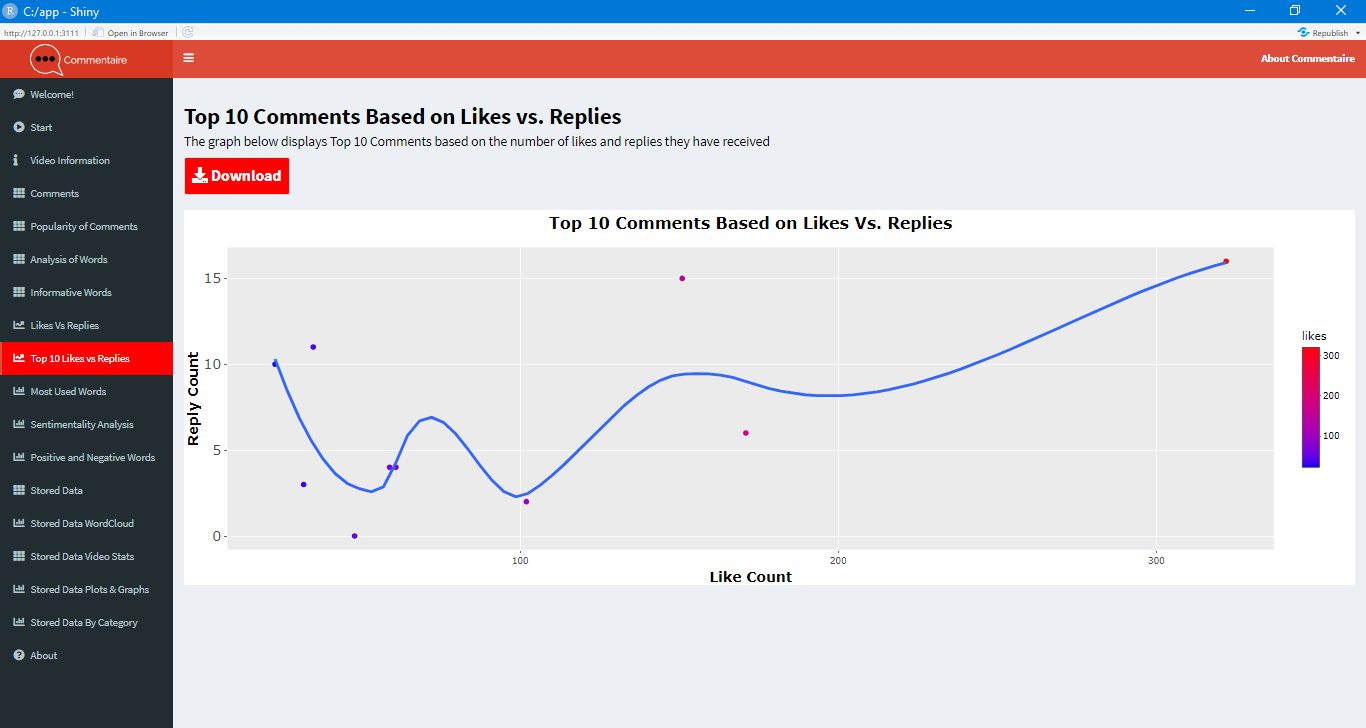 C:/app - Shiny
http://127.0.0.1:3111 Open in Browser Republish
Commentaire About Commentaire
Welcome!
Start
Video Information
Comments
Popularity of Comments
Analysis of Words
Informative Words
Likes Vs Replies
Top 10 Likes vs Replies
Most Used Words
Sentimentality Analysis
Positive and Negative Words
Stored Data
Stored Data WordCloud
Stored Data Video Stats
Stored Data Plots & Graphs
Stored Data By Category
About
Top 10 Comments Based on Likes vs. Replies
The graph below displays Top 10 Comments based on the number of likes and replies they have received
Download
Top 10 Comments Based on Likes Vs. Replies
Reply Count
15
10
5
0
100 200 300
Like Count
likes
300
200
100